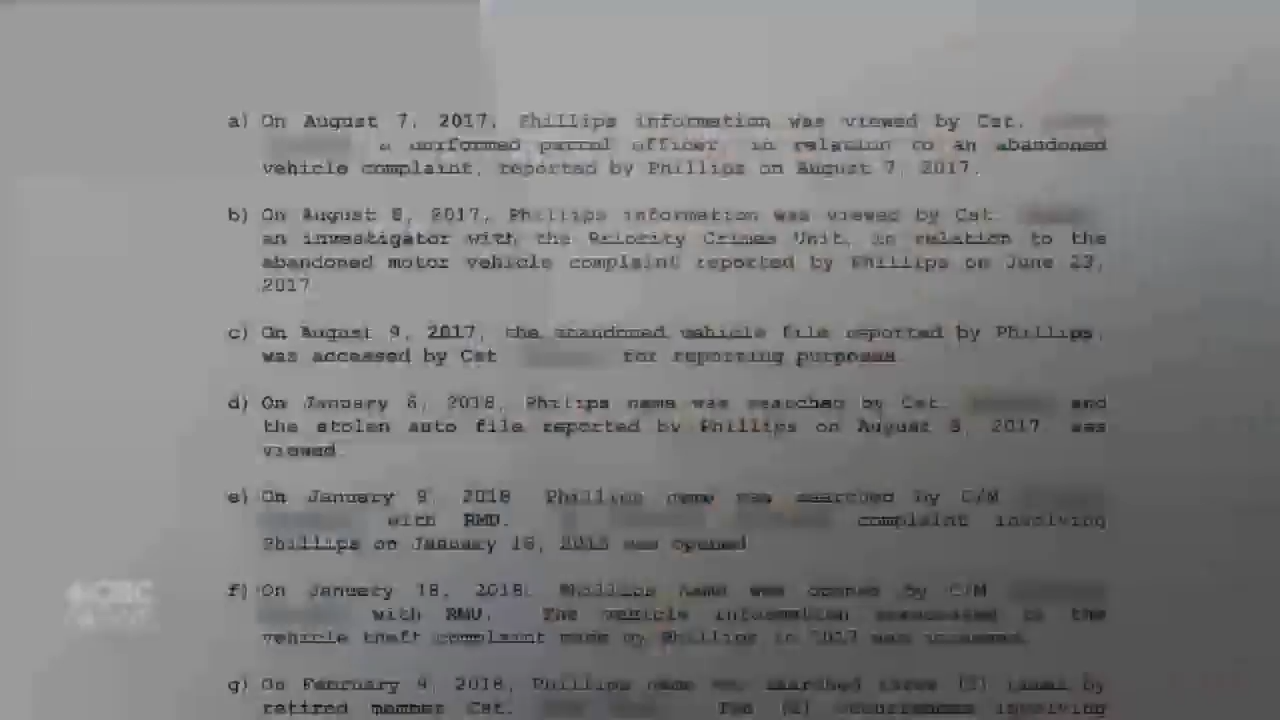 a) On August 7, 2017, Phillips information was viewed by Cst.
a uniformed patrol officer in relation to an abandoned
vehicle complaint, reported by Phillips on August 7, 2017.
b) On August 8, 2017, Phillips information was viewed by Cst.
an investigator with the Priority Crimes Unit, in relation to the
abandoned motor vehicle complaint reported by Phillips on June 23,
2017
c) On August 9, 2017, the abandoned vehicle file reported by Phillips,
was accessed by Cst for reporting purposes
d) On January 6, 2018, Philips name was searched by Cst. and
the stolen auto file reported by Phillips on August 8, 2017 was
viewed.
e) On January 9, 2018 Phillips name was searched by C/M
with RMU. complaint involving
Phillips on January 16, 2018 was opened
f) On January 18, 2018. Phillips name was opened by C/M
with RMU. The vehicle information associated to the
vehicle theft complaint made by Phillips in 2017 was
g) On February 9, 2018, Phillips name was searched three (3) times by
retired member Cst. Two (2) occurrences involving
CBC